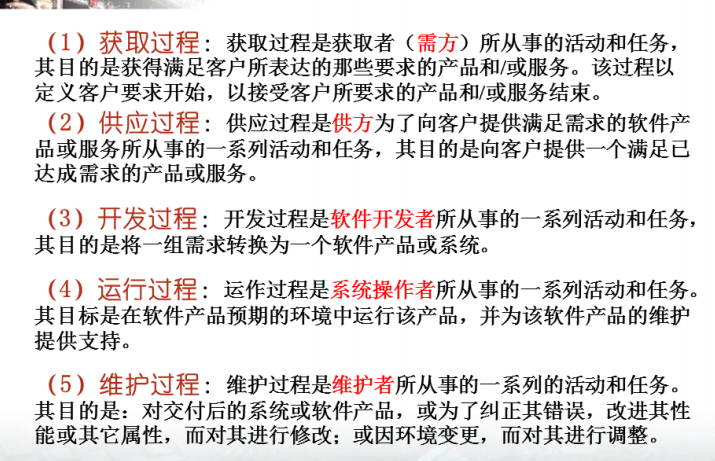 （1）获取过程：获取过程是获取者（需方）所从事的活动和任务，
其目的是获得满足客户所表达的那些要求的产品和/或服务。该过程以
定义客户要求开始，以接受客户所要求的产品和/或服务结束。
（2）供应过程：供应过程是供方为了向客户提供满足需求的软件产
品或服务所从事的一系列活动和任务，其目的是向客户提供一个满足已
达成需求的产品或服务。
（3）开发过程：开发过程是软件开发者所从事的一系列活动和任务，
其目的是将一组需求转换为一个软件产品或系统。
（4）运行过程：运作过程是系统操作者所从事的一系列活动和任务。
其目标是在软件产品预期的环境中运行该产品，并为该软件产品的维护
提供支持。
（5）维护过程：维护过程是维护者所从事的一系列的活动和任务。
其目的是：对交付后的系统或软件产品，或为了纠正其错误，改进其性
能或其它属性，而对其进行修改；或因环境变更，而对其进行调整。